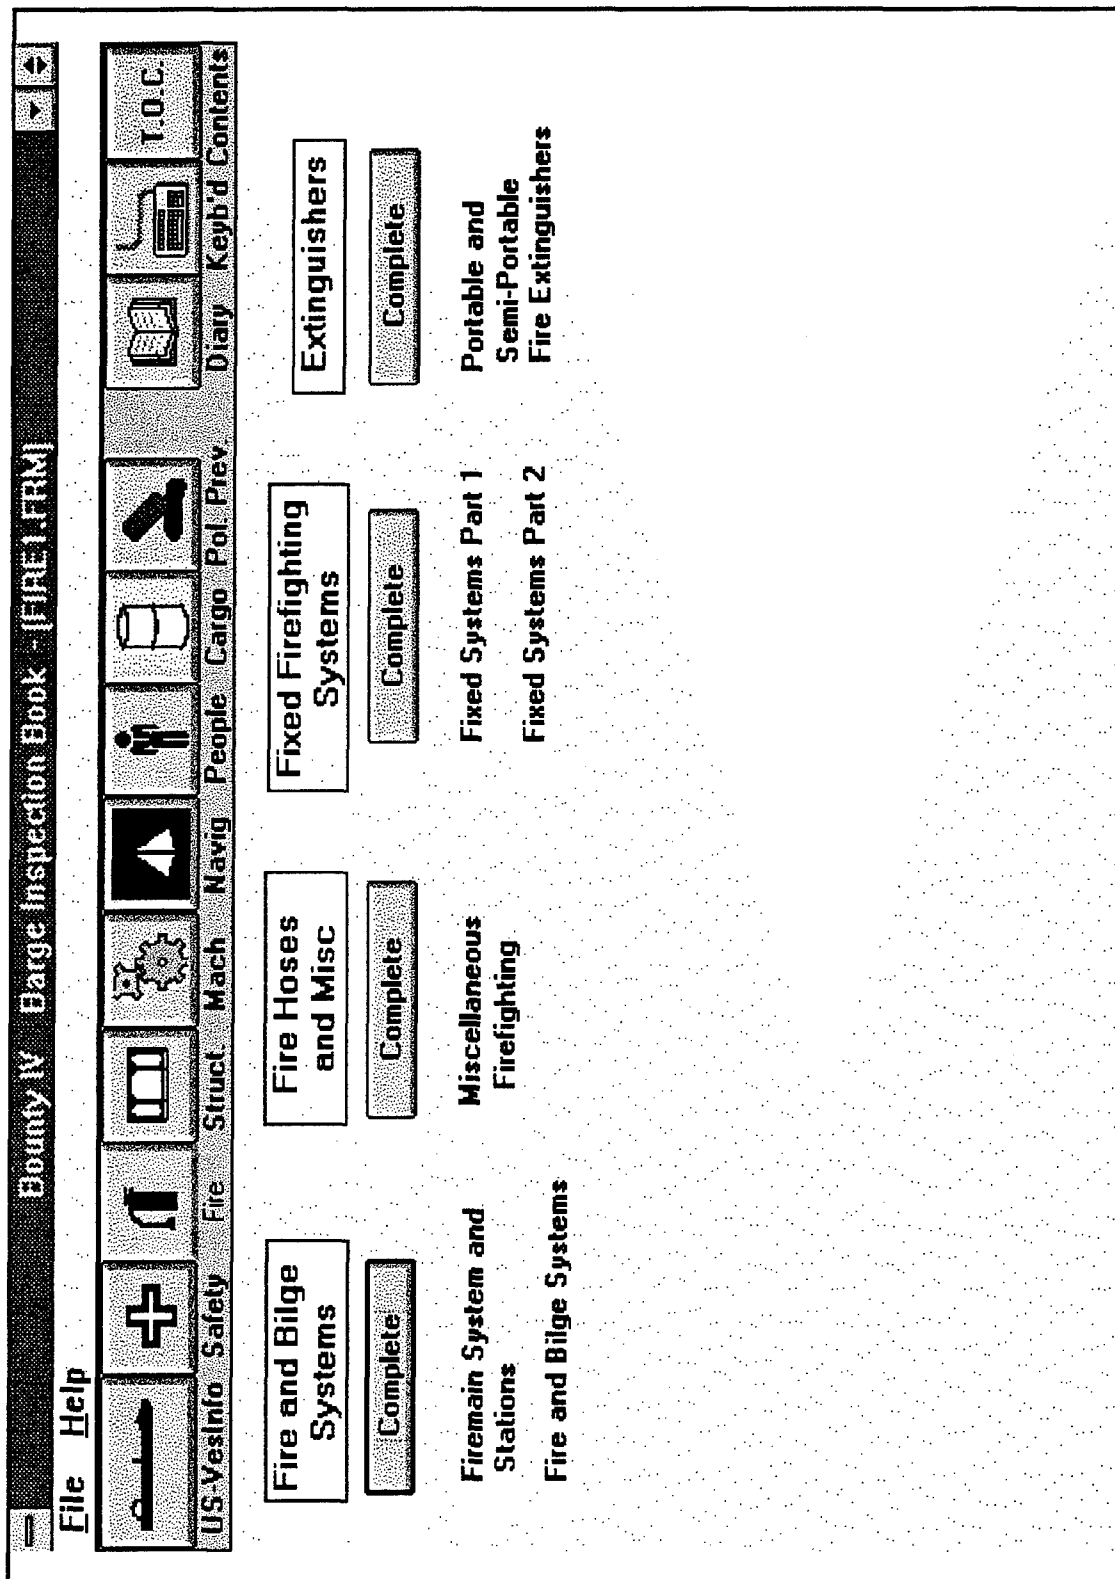 Bounty IV Barge Inspection Book - [FIRE1.FRM]
File Help
T.O.C.
US-VesInfo Safety Fire Struct. Mach Navig People Cargo Pol. Prev. Diary Keyb'd Contents
Fire and Bilge
Systems
Complete
Firemain System and
Stations
Fire and Bilge Systems
Fire Hoses
and Misc
Complete
Miscellaneous
Firefighting
Fixed Firefighting
Systems
Complete
Fixed Systems Part 1
Fixed Systems Part 2
Extinguishers
Complete
Portable and
Semi-Portable
Fire Extinguishers